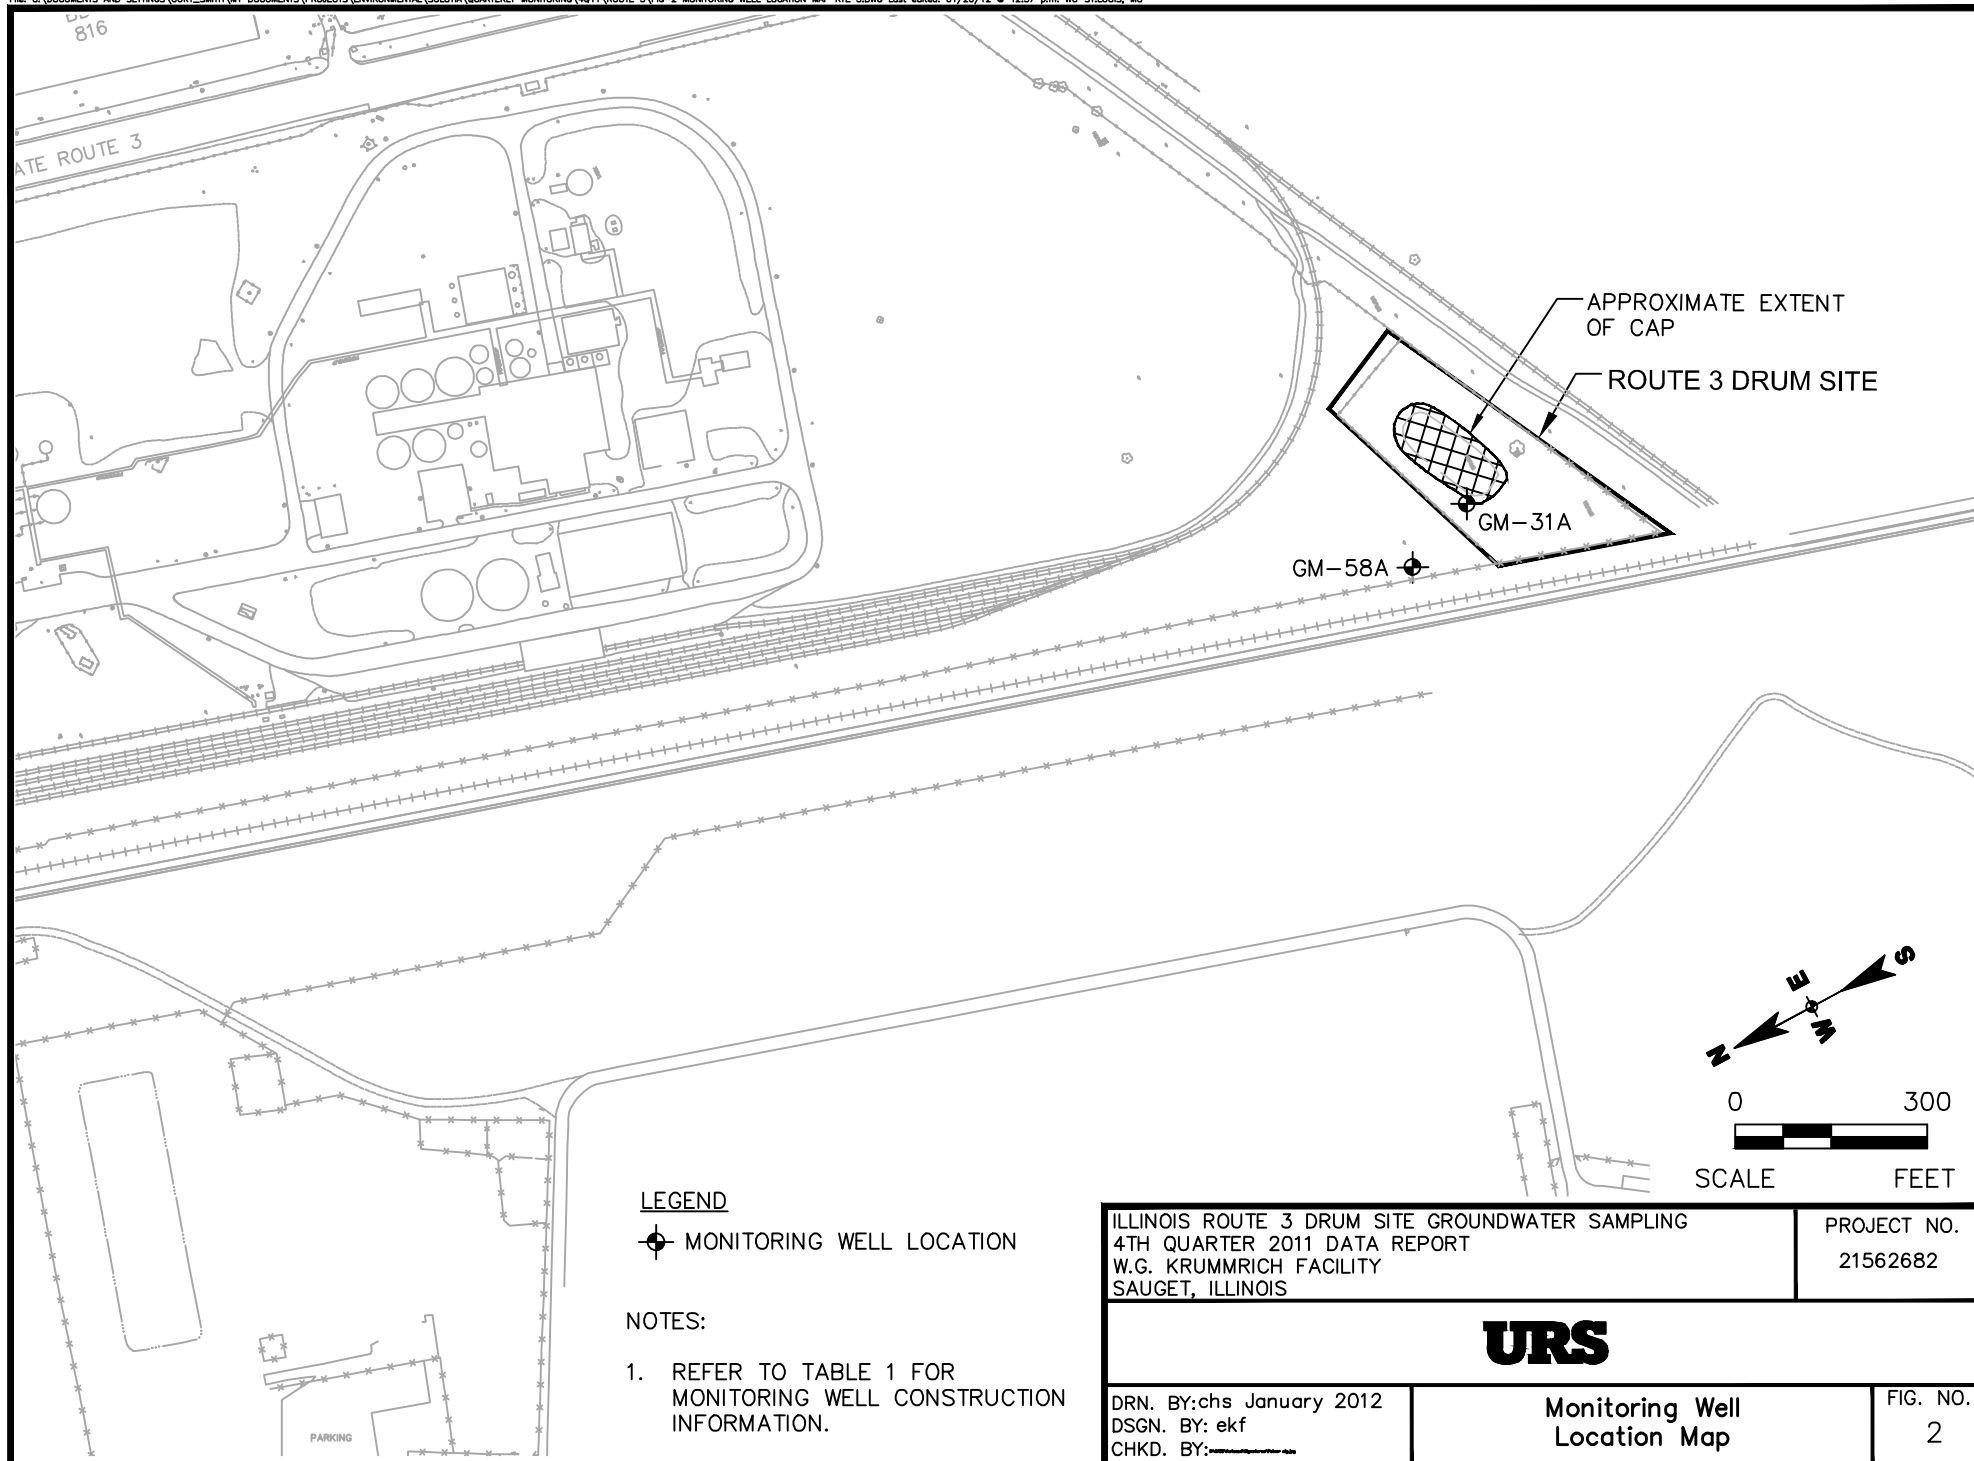 816
ATE ROUTE 3
APPROXIMATE EXTENT
OF CAP
ROUTE 3 DRUM SITE
GM-31A
GM-58A
S
E
W
N
0 300
SCALE FEET
LEGEND
MONITORING WELL LOCATION
NOTES:
1. REFER TO TABLE 1 FOR
MONITORING WELL CONSTRUCTION
INFORMATION.
PARKING
ILLINOIS ROUTE 3 DRUM SITE GROUNDWATER SAMPLING
4TH QUARTER 2011 DATA REPORT
W.G. KRUMMRICH FACILITY
SAUGET, ILLINOIS
PROJECT NO.
21562682
URS
DRN. BY:chs January 2012
DSGN. BY: ekf
CHKD. BY:
Monitoring Well
Location Map
FIG. NO.
2